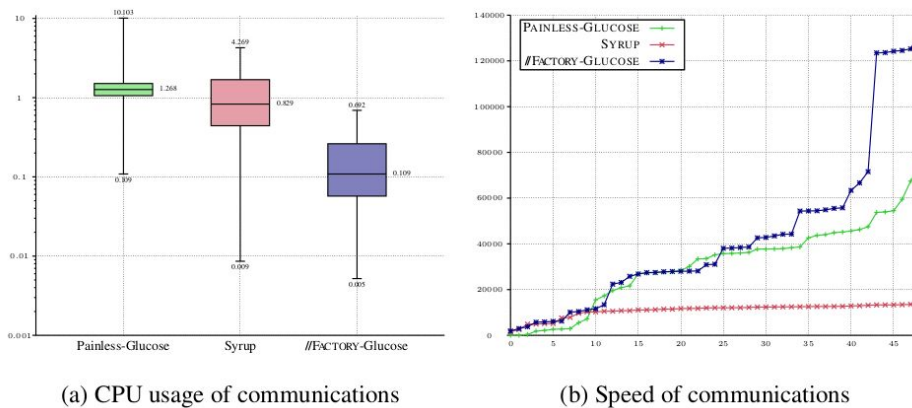 10
1
0.1
0.01
0.001
10.103
1.268
0.109
4.269
0.829
0.009
0.692
0.109
0.005
Painless-Glucose
Syrup
//FACTORY-Glucose
(a) CPU usage of communications
140000
120000
100000
80000
60000
40000
20000
0
PAINLESS-GLUCOSE
SYRUP
//FACTORY-GLUCOSE
0 5 10 15 20 25 30 35 40 45
(b) Speed of communications